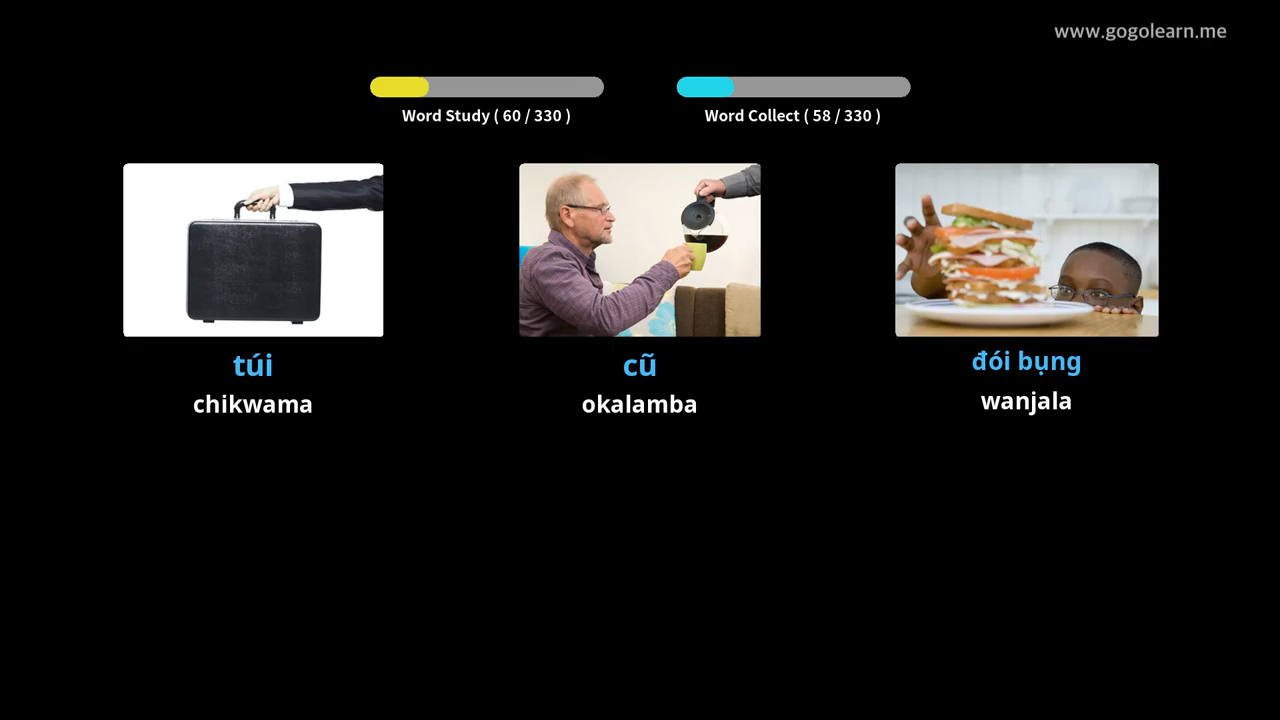 www.gogolearn.me
Word Study ( 60 / 330 )
Word Collect ( 58 / 330 )
túi
chikwama
cũ
okalamba
đói bụng
wanjala